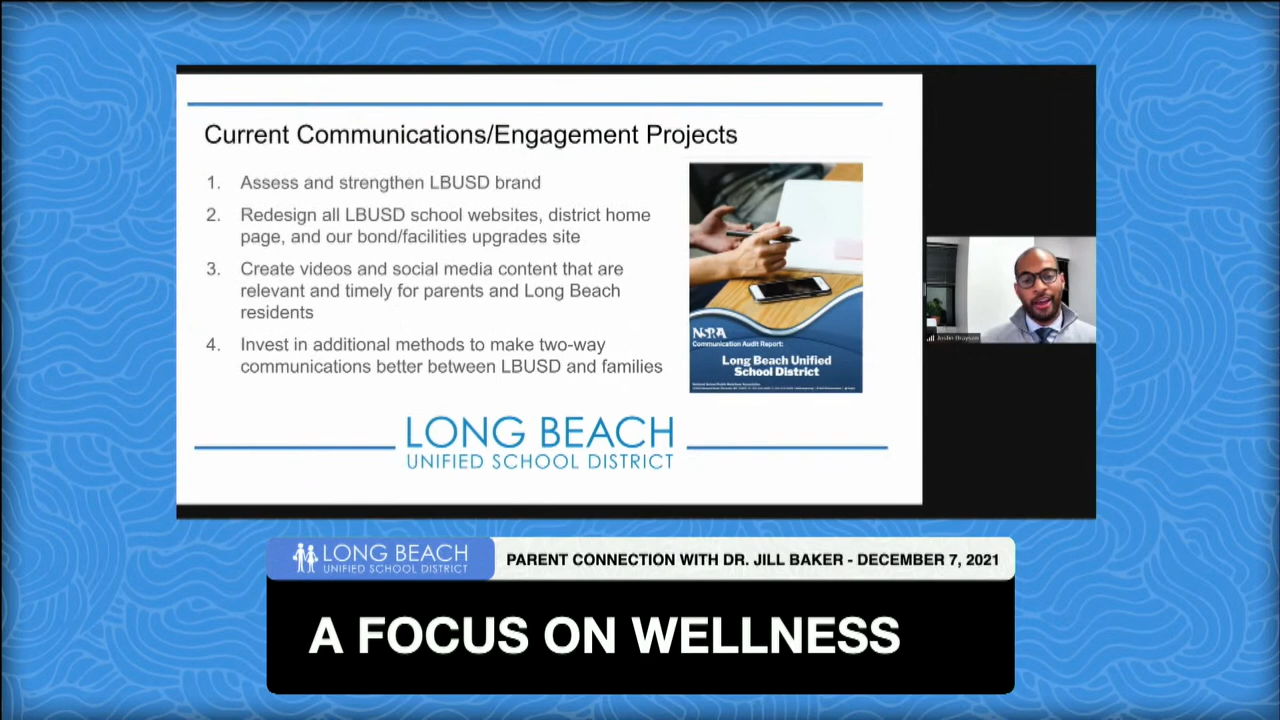 Current Communications/Engagement Projects
1. Assess and strengthen LBUSD brand
2. Redesign all LBUSD school websites, district home
page, and our bond/facilities upgrades site
3. Create videos and social media content that are
relevant and timely for parents and Long Beach
residents
4. Invest in additional methods to make two-way
communications better between LBUSD and families
Communication Audit Report:
Long Beach Unified
School District
LONG BEACH
UNIFIED SCHOOL DISTRICT
LONG BEACH
UNIFIED SCHOOL DISTRICT
PARENT CONNECTION WITH DR. JILL BAKER - DECEMBER 7, 2021
A FOCUS ON WELLNESS